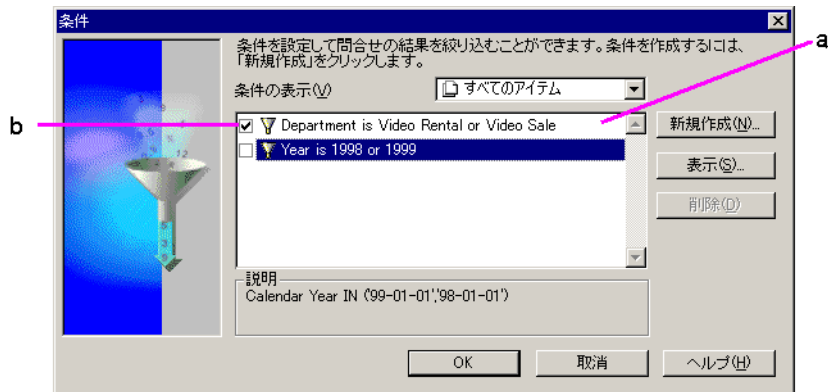 条件
条件を設定して問合せの結果を絞り込むことができます。条件を作成するには、
「新規作成」をクリックします。
a
条件の表示(V)
すべてのアイテム
b
Department is Video Rental or Video Sale
新規作成(N)...
Year is 1998 or 1999
表示(S)...
削除(D)
説明
Calendar Year IN ('99-01-01','98-01-01')
OK
取消
ヘルプ(H)